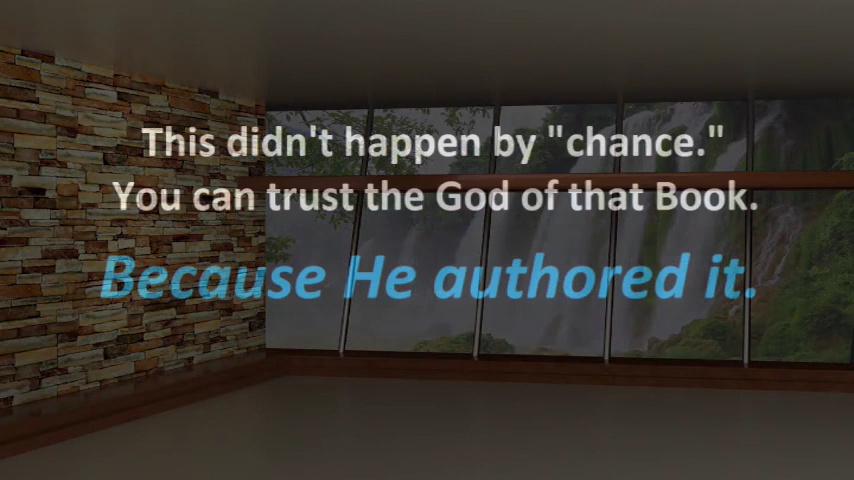 This didn't happen by "chance."
You can trust the God of that Book.
Because He authored it.